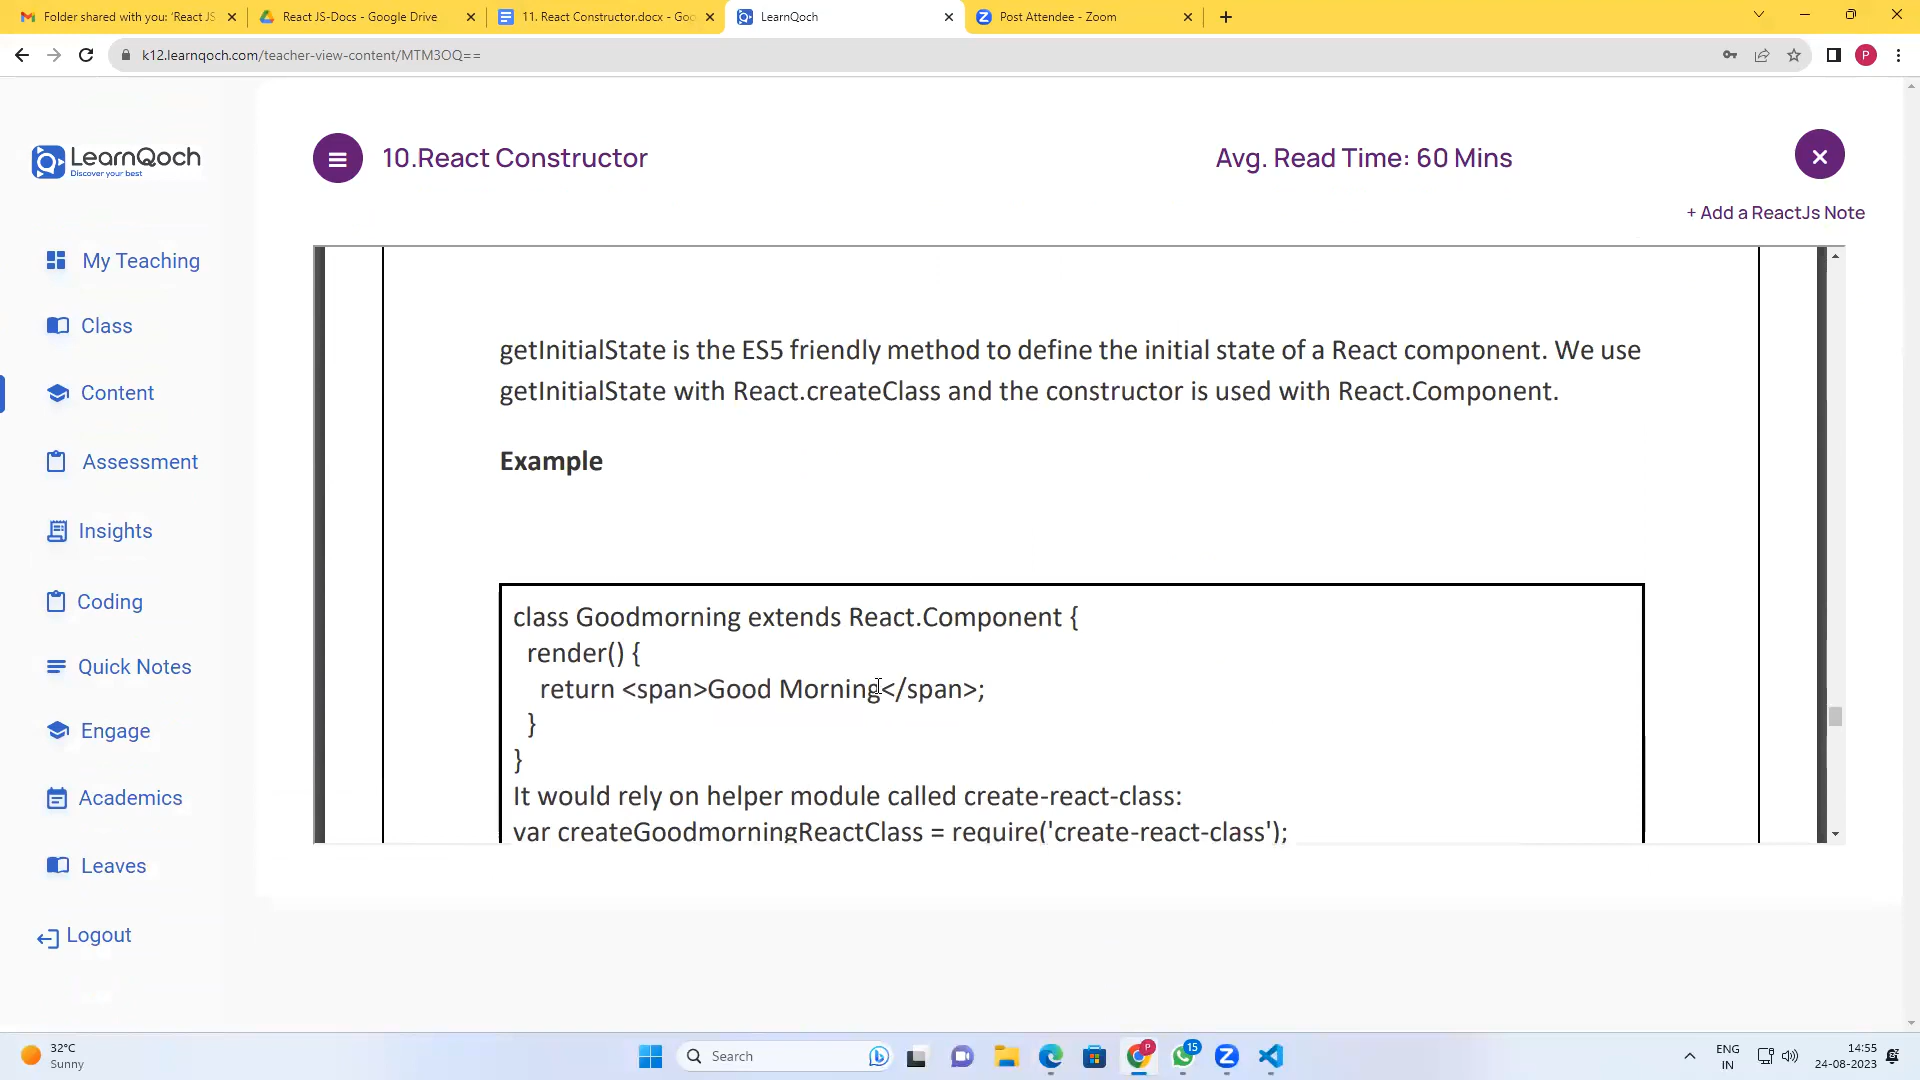 Folder shared with you: 'React JS
React JS-Docs - Google Drive
11. React Constructor.docx - Goo
LearnQoch
Post Attendee - Zoom
k12.learnqoch.com/teacher-view-content/MTM3OQ==
P
LearnQoch
Discover your best
10.React Constructor
Avg. Read Time: 60 Mins
+ Add a ReactJs Note
My Teaching
Class
Content
Assessment
Insights
Coding
Quick Notes
Engage
Academics
Leaves
Logout
getInitialState is the ES5 friendly method to define the initial state of a React component. We use
getInitialState with React.createClass and the constructor is used with React.Component.
Example
class Goodmorning extends React.Component {
render() {
return <span>Good Morning</span>;
}
}
It would rely on helper module called create-react-class:
var createGoodmorningReactClass = require('create-react-class');
32°C
Sunny
Search
P
15
ENG
IN
14:55
24-08-2023